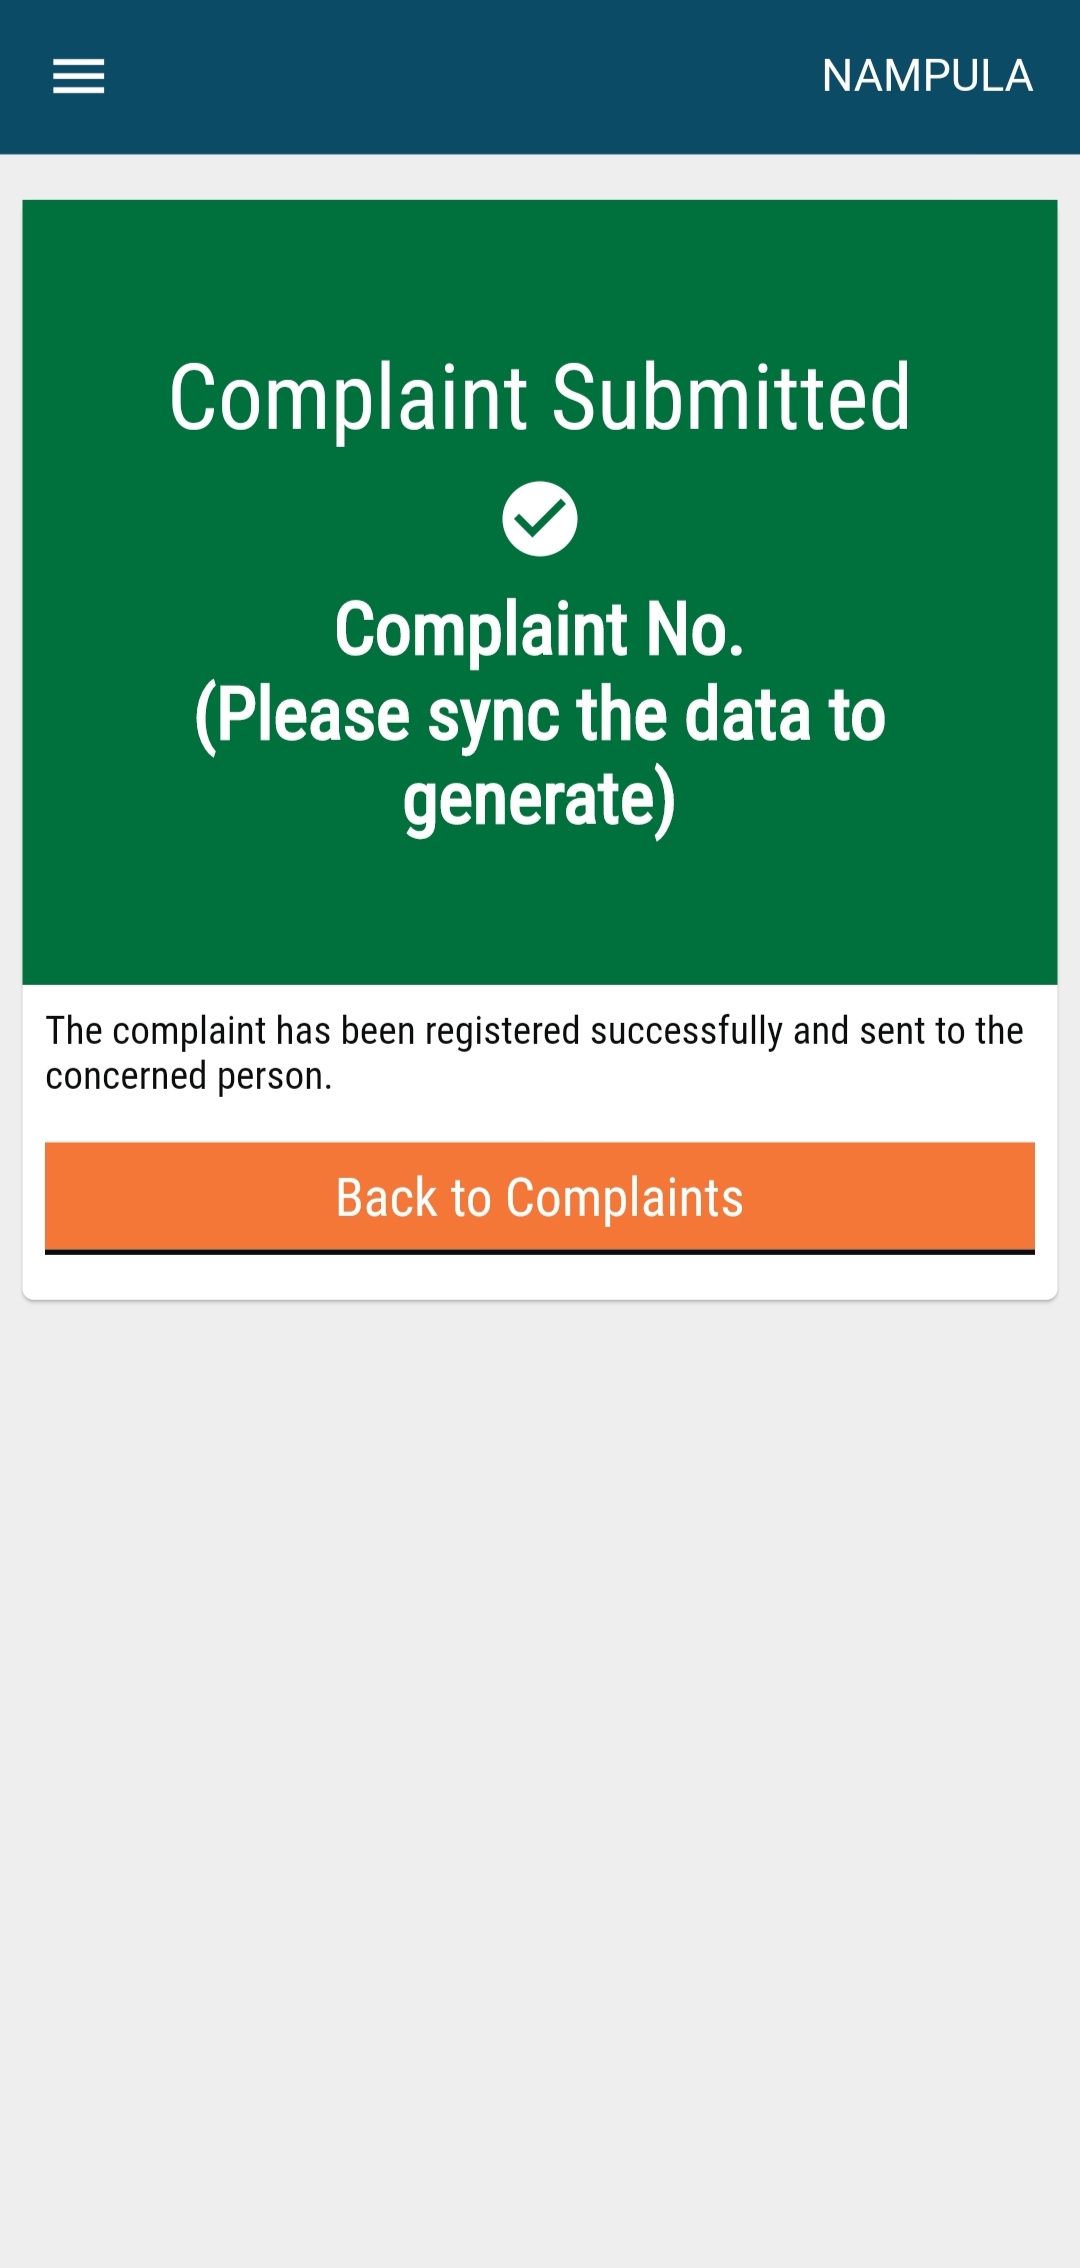 NAMPULA
Complaint Submitted
Complaint No.
(Please sync the data to
generate)
The complaint has been registered successfully and sent to the
concerned person.
Back to Complaints